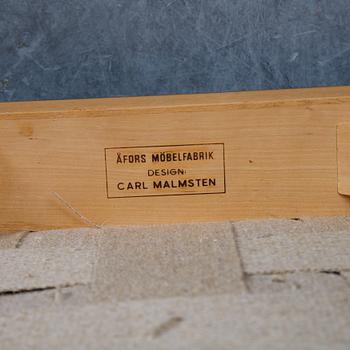 ÅFORS MÖBELFABRIK
DESIGN:
CARL MALMSTEN